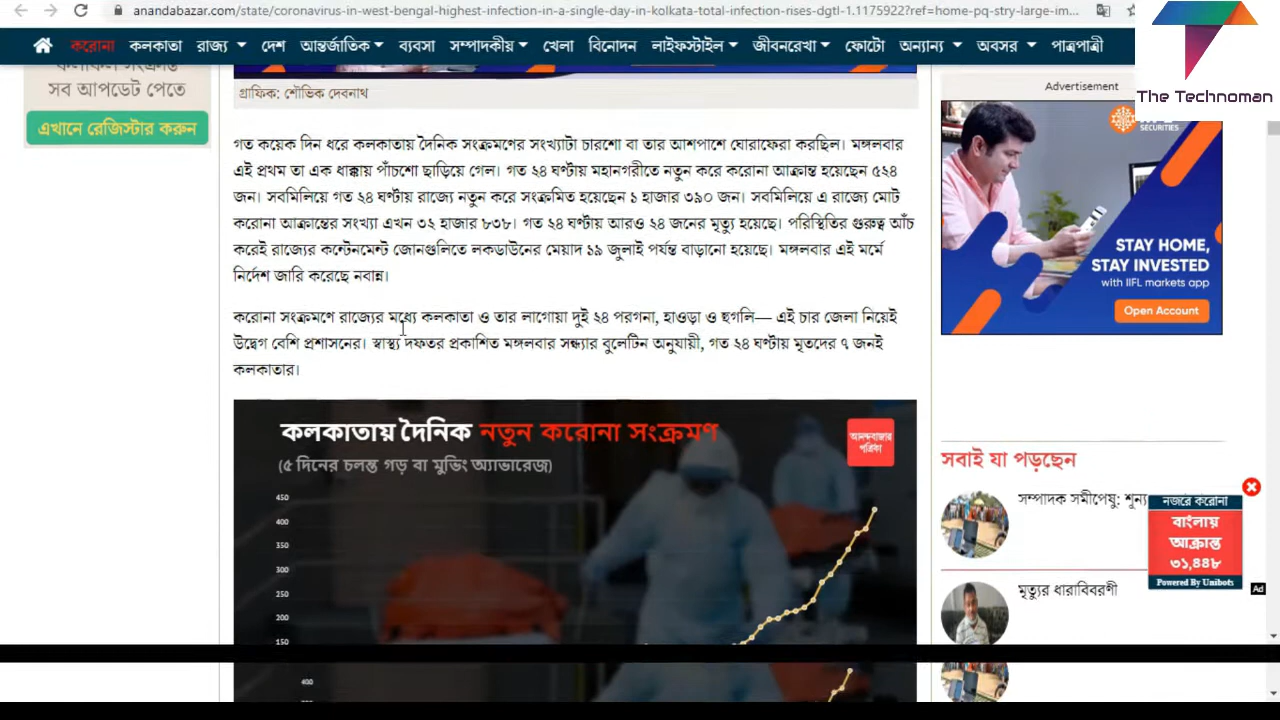 anandabazar.com/state/coronavirus-in-west-bengal-highest-infection-in-a-single-day-in-kolkata-total-infection-rises-dgtl-1.1175922?ref=home-pq-stry-large-im...
The Technoman
করোনা কলকাতা রাজ্য দেশ আন্তর্জাতিক ব্যবসা সম্পাদকীয় খেলা বিনোদন লাইফস্টাইল জীবনরেখা ফোটো অন্যান্য অবসর পাত্রপাত্রী
সব আপডেট পেতে
এখানে রেজিস্টার করুন
গ্রাফিক: শৌভিক দেবনাথ
গত কয়েক দিন ধরে কলকাতায় দৈনিক সংক্রমণের সংখ্যাটা চারশো বা তার আশপাশে ঘোরাফেরা করছিল। মঙ্গলবার
এই প্রথম তা এক ধাক্কায় পাঁচশো ছাড়িয়ে গেল। গত ২৪ ঘণ্টায় মহানগরীতে নতুন করে করোনা আক্রান্ত হয়েছেন ৫২৪
জন। সবমিলিয়ে গত ২৪ ঘণ্টায় রাজ্যে নতুন করে সংক্রমিত হয়েছেন ১ হাজার ৩৯০ জন। সবমিলিয়ে এ রাজ্যে মোট
করোনা আক্রান্তের সংখ্যা এখন ৩২ হাজার ৮৩৮। গত ২৪ ঘণ্টায় আরও ২৪ জনের মৃত্যু হয়েছে। পরিস্থিতির গুরুত্ব আঁচ
করেই রাজ্যের কন্টেনমেন্ট জোনগুলিতে লকডাউনের মেয়াদ ১৯ জুলাই পর্যন্ত বাড়ানো হয়েছে। মঙ্গলবার এই মর্মে
নির্দেশ জারি করেছে নবান্ন।
করোনা সংক্রমণে রাজ্যের মধ্যে কলকাতা ও তার লাগোয়া দুই ২৪ পরগনা, হাওড়া ও হুগলি— এই চার জেলা নিয়েই
উদ্বেগ বেশি প্রশাসনের। স্বাস্থ্য দফতর প্রকাশিত মঙ্গলবার সন্ধ্যার বুলেটিন অনুযায়ী, গত ২৪ ঘণ্টায় মৃতদের ৭ জনই
কলকাতার।
কলকাতায় দৈনিক নতুন করোনা সংক্রমণ
(৫ দিনের চলন্ত গড় বা মুভিং অ্যাভারেজ)
আনন্দবাজার
পত্রিকা
450
400
350
300
250
200
150
400
Advertisement
SECURITIES
STAY HOME,
STAY INVESTED
with IIFL markets app
Open Account
সবাই যা পড়ছেন
সম্পাদক সমীপেষু: শূন্য
মৃত্যুর ধারাবিবরণী
নজরে করোনা
বাংলায়
আক্রান্ত
৩১,৪৪৮
Powered By Unibots
Ad